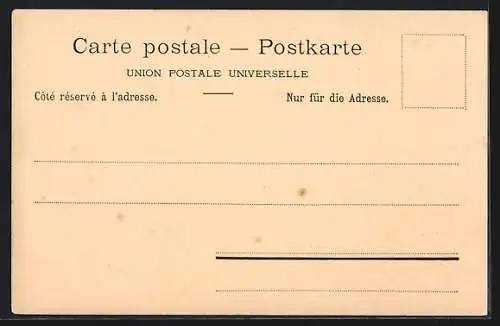 Carte postale — Postkarte
UNION POSTALE UNIVERSELLE
Côté réservé à l'adresse. Nur für die Adresse.